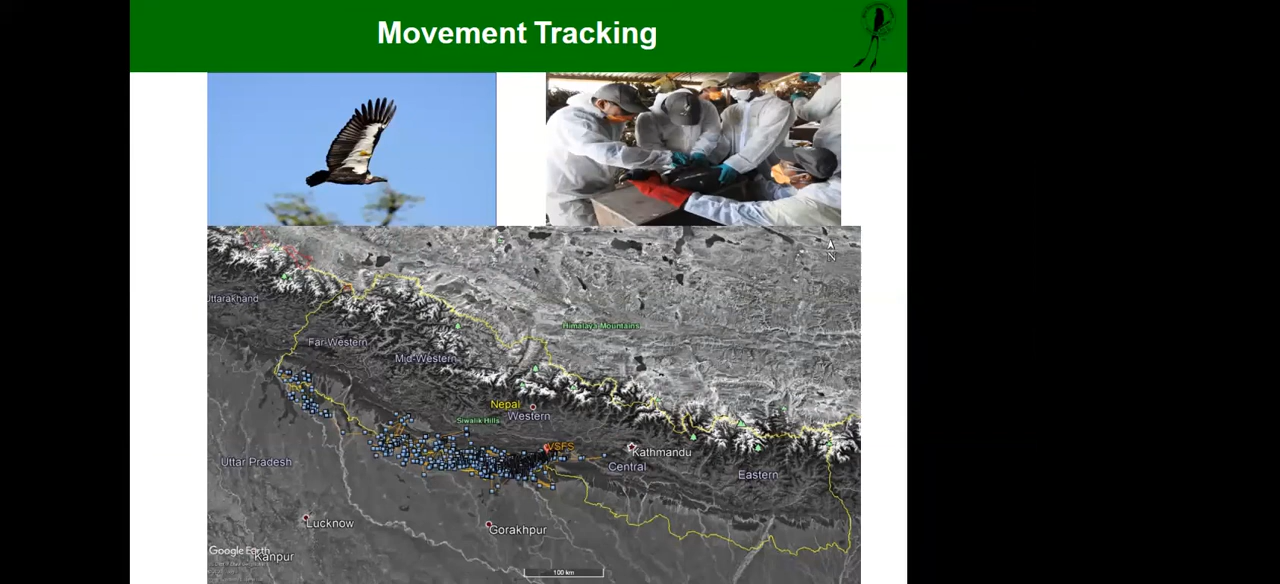 Movement Tracking
N
Uttarakhand
Himalaya Mountains
Far-Western
Mid-Western
Nepal
Western
Siwalik Hills
VSFS
Kathmandu
Central
Uttar Pradesh
Eastern
Lucknow
Gorakhpur
Google Earth
Kanpur
100 km